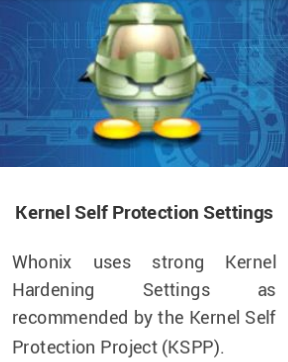 Kernel Self Protection Settings
Whonix uses strong Kernel
Hardening Settings as
recommended by the Kernel Self
Protection Project (KSPP).